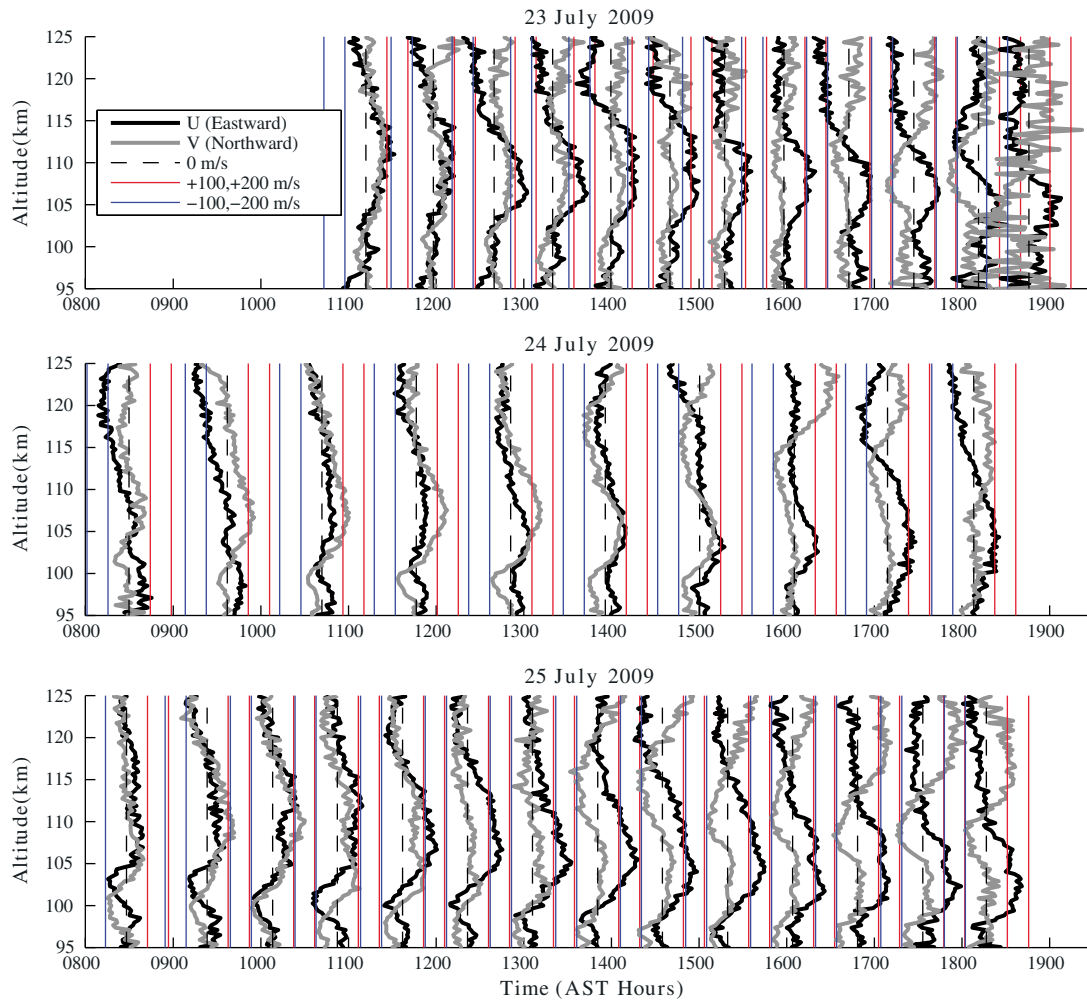 23 July 2009
125
120
115
110
105
100
95
Altitude(km)
U (Eastward)
V (Northward)
0 m/s
+100,+200 m/s
−100,−200 m/s
0800 0900 1000 1100 1200 1300 1400 1500 1600 1700 1800 1900
24 July 2009
125
120
115
110
105
100
95
Altitude(km)
0800 0900 1000 1100 1200 1300 1400 1500 1600 1700 1800 1900
25 July 2009
125
120
115
110
105
100
95
Altitude(km)
0800 0900 1000 1100 1200 1300 1400 1500 1600 1700 1800 1900
Time (AST Hours)